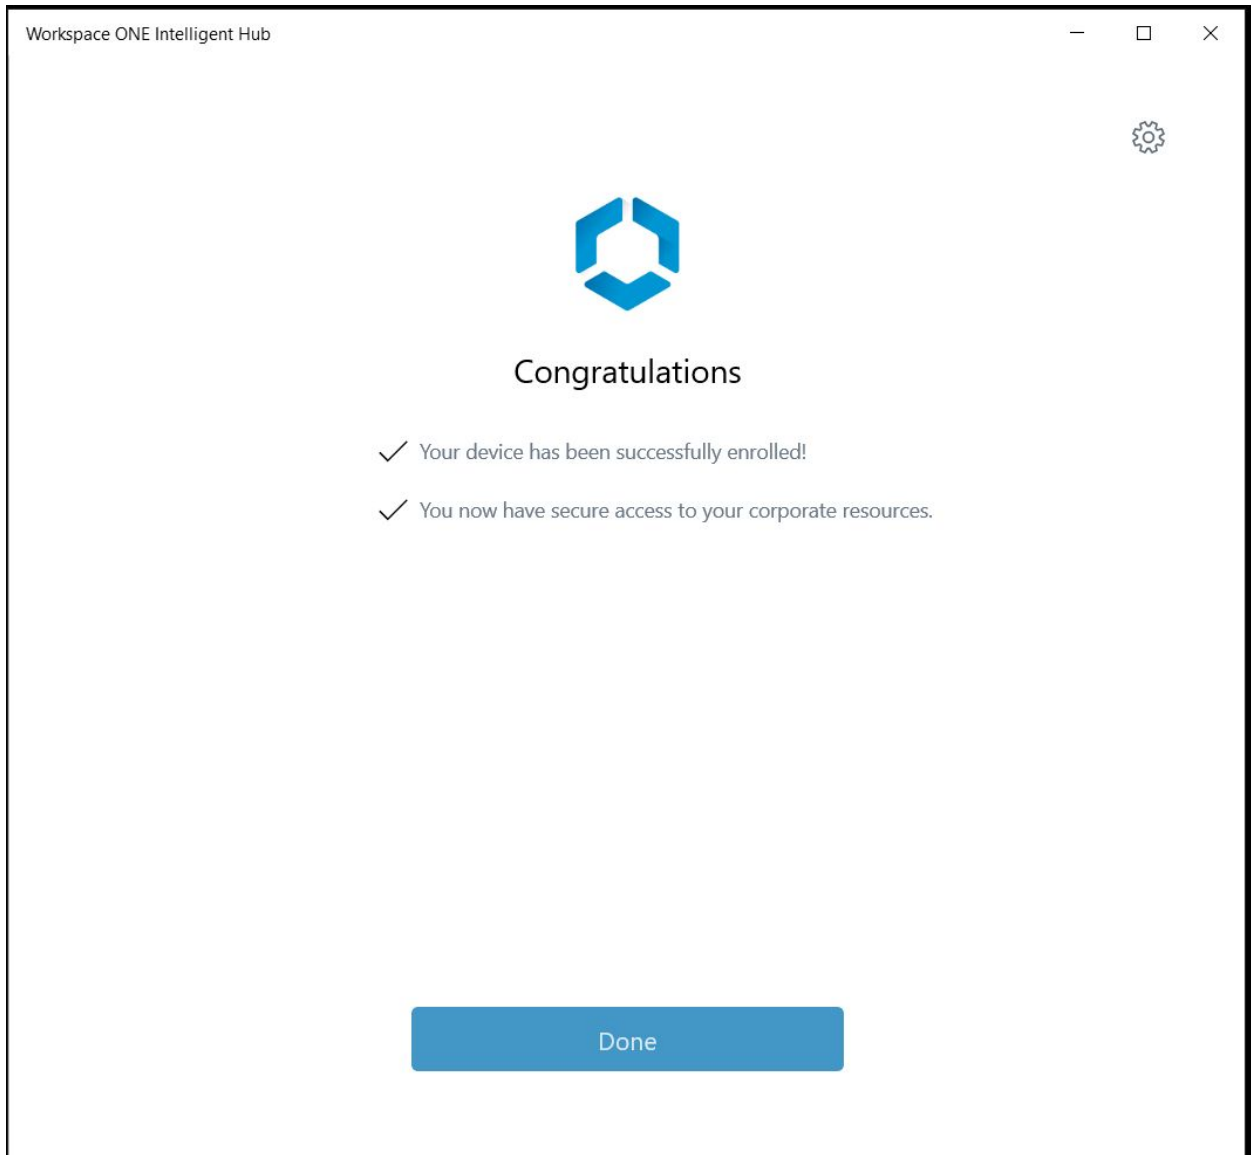 Workspace ONE Intelligent Hub
Congratulations
Your device has been successfully enrolled!
You now have secure access to your corporate resources.
Done